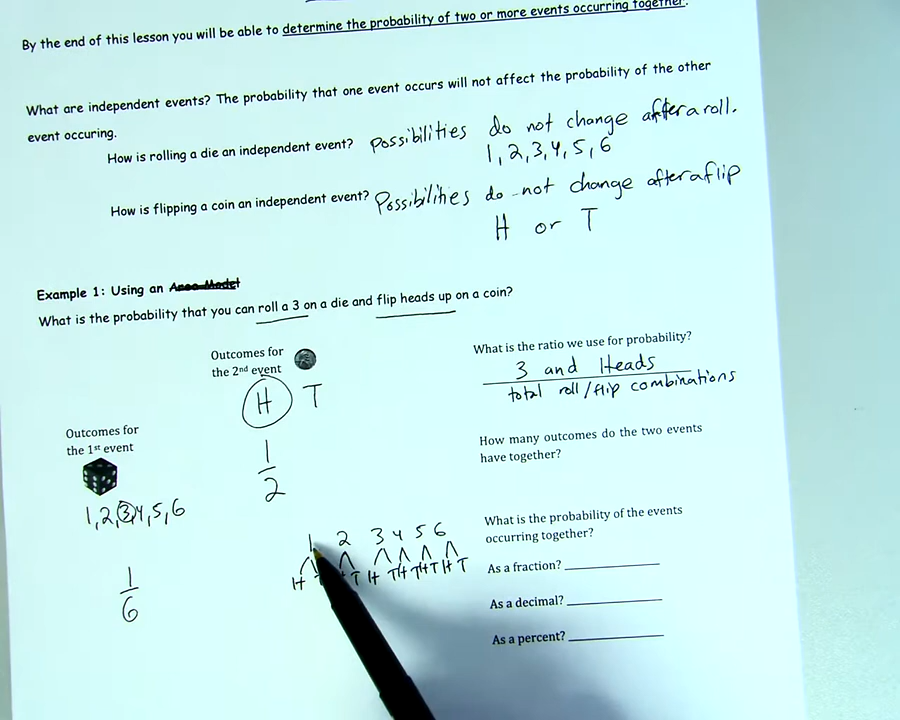 By the end of this lesson you will be able to determine the probability of two or more events occurring together.
What are independent events? The probability that one event occurs will not affect the probability of the other
event occuring.
How is rolling a die an independent event? Possibilities do not change after a roll.
1, 2, 3, 4, 5, 6
How is flipping a coin an independent event? Possibilities do not change after a flip
H or T
Example 1: Using an Area Model
What is the probability that you can roll a 3 on a die and flip heads up on a coin?
Outcomes for
the 2nd event
H T
1
2
Outcomes for
the 1st event
1, 2, 3, 4, 5, 6
1
6
1 2 3 4 5 6
H T H T H T H T H T
What is the ratio we use for probability?
3 and Heads
total roll/flip combinations
How many outcomes do the two events
have together?
What is the probability of the events
occurring together?
As a fraction?
As a decimal?
As a percent?